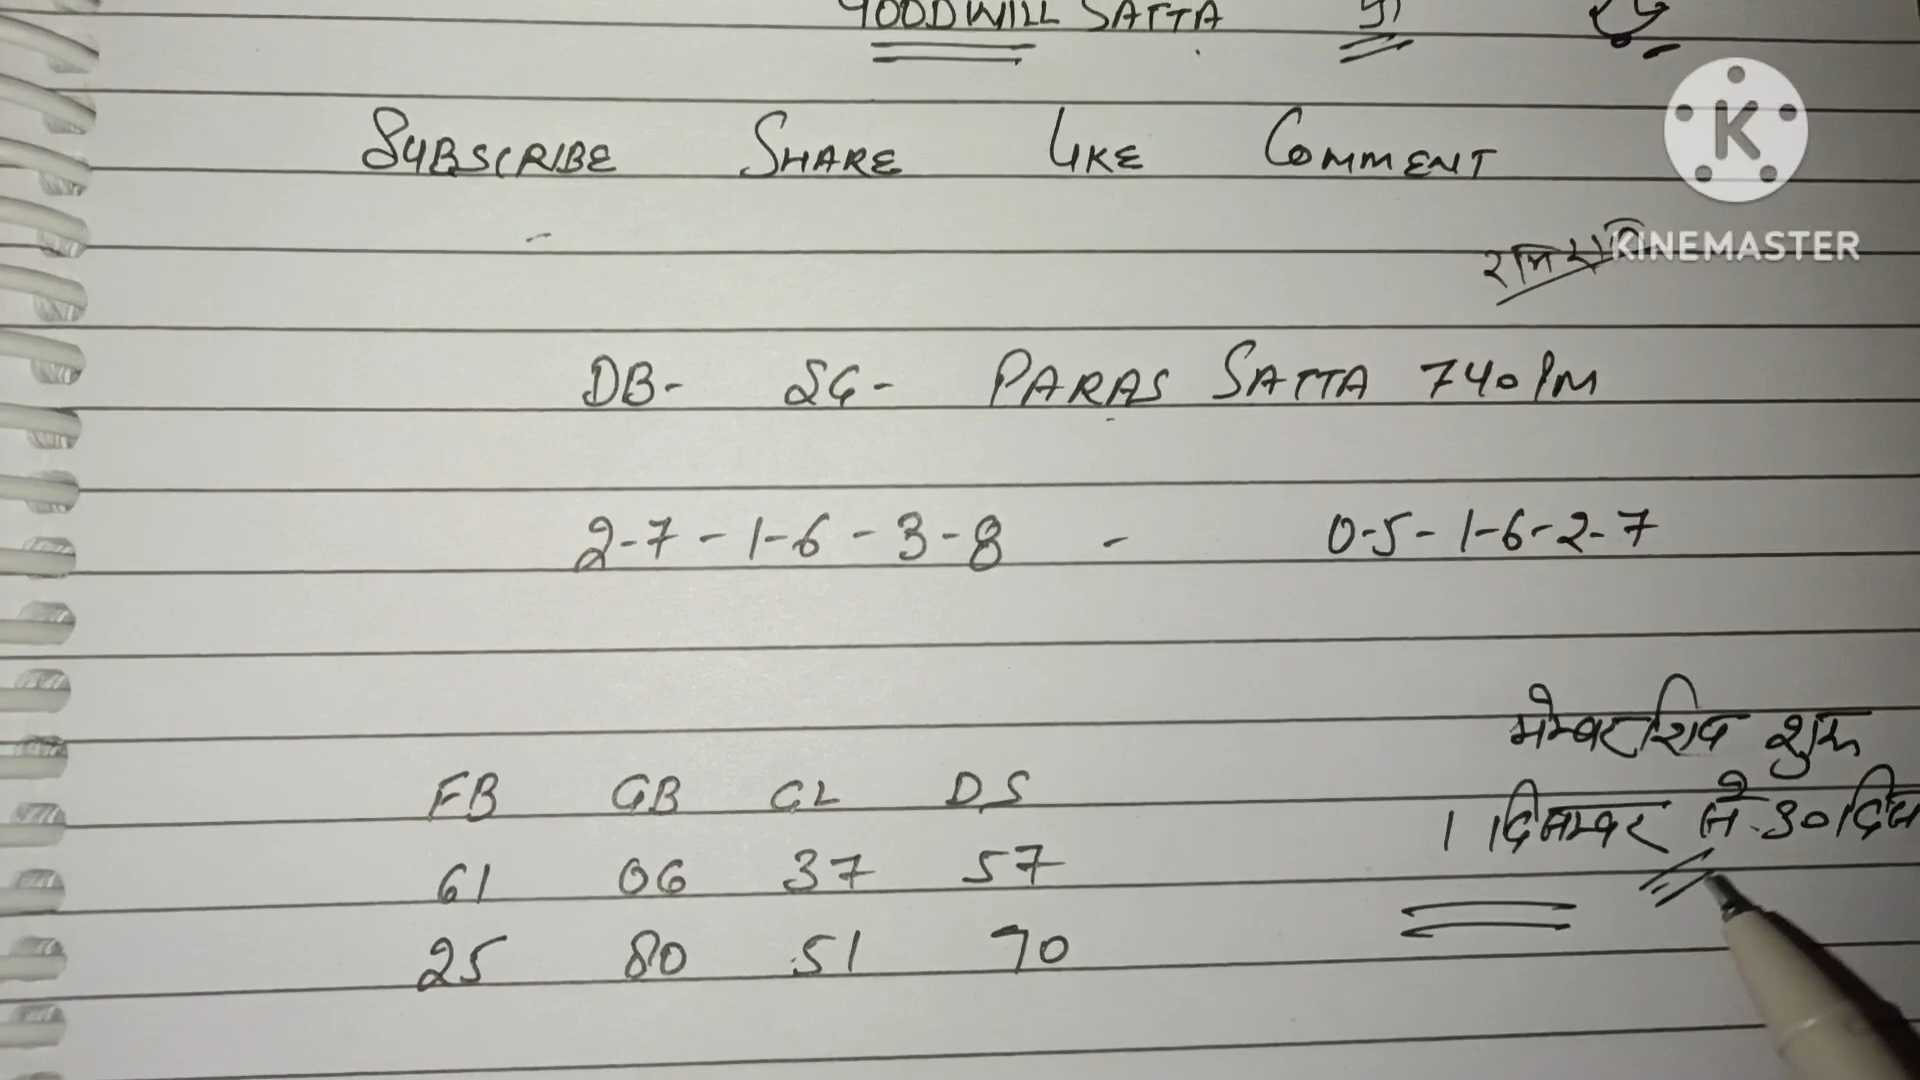 GOODWILL SATTA जी
SUBSCRIBE SHARE LIKE COMMENT
KINEMASTER
राम राम
DB- SG- PARAS SATTA 740PM
2-7-1-6-3-8 - 0-5-1-6-2-7
मेम्बरशिप शुरू
1 दिसम्बर से 30 दिस
FB GB GL DS
61 06 37 57
25 80 51 70